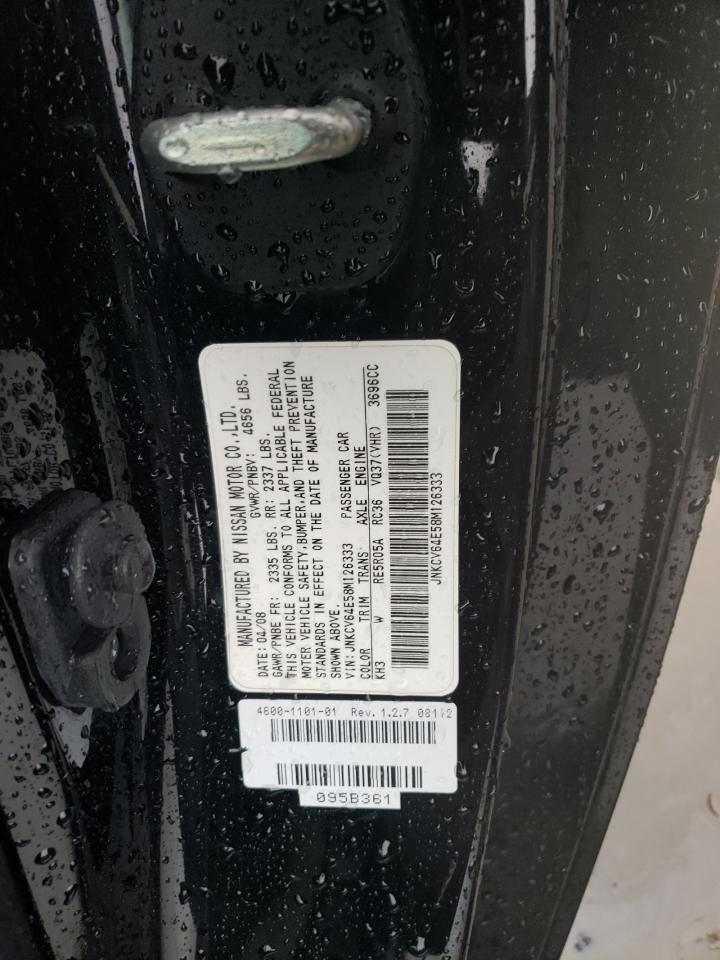 MANUFACTURED BY NISSAN MOTOR CO.,LTD.
DATE: 04/08 GVWR/PNBV: 4656 LBS.
GAWR/PNBE FR: 2335 LBS. RR: 2337 LBS.
THIS VEHICLE CONFORMS TO ALL APPLICABLE FEDERAL
MOTER VEHICLE SAFETY,BUMPER,AND THEFT PREVENTION
STANDARDS IN EFFECT ON THE DATE OF MANUFACTURE
SHOWN ABOVE.
VIN:JNKCV64E58M126333 PASSENGER CAR
COLOR TRIM TRANS AXLE ENGINE
KH3 W RE5R05A RC36 VQ37(VHR) 3696CC
JNKCV64E58M126333
4600-1101-01 Rev.1.2.7 08112
095B361